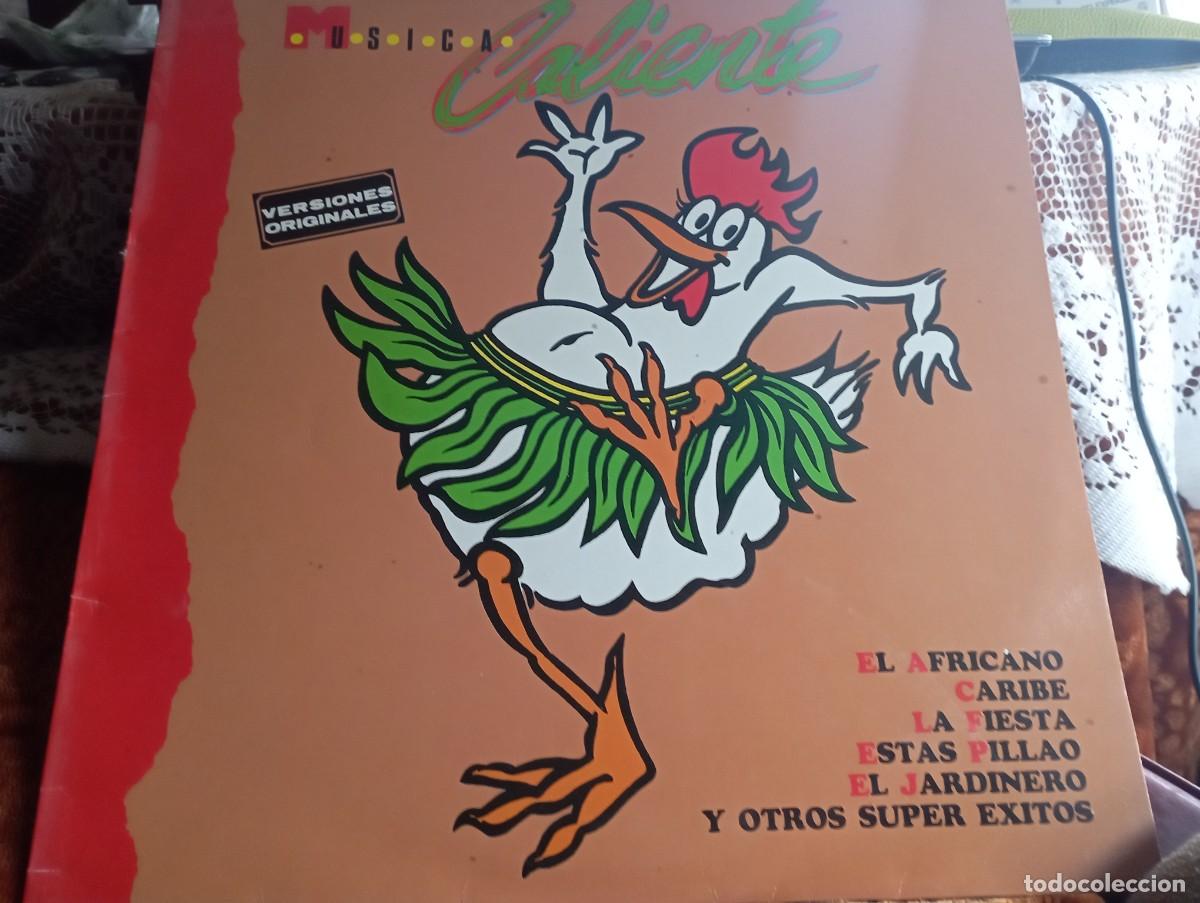 MUSICA
Caliente
VERSIONES
ORIGINALES
EL AFRICANO
CARIBE
LA FIESTA
ESTAS PILLAO
EL JARDINERO
Y OTROS SUPER EXITOS
todocoleccion